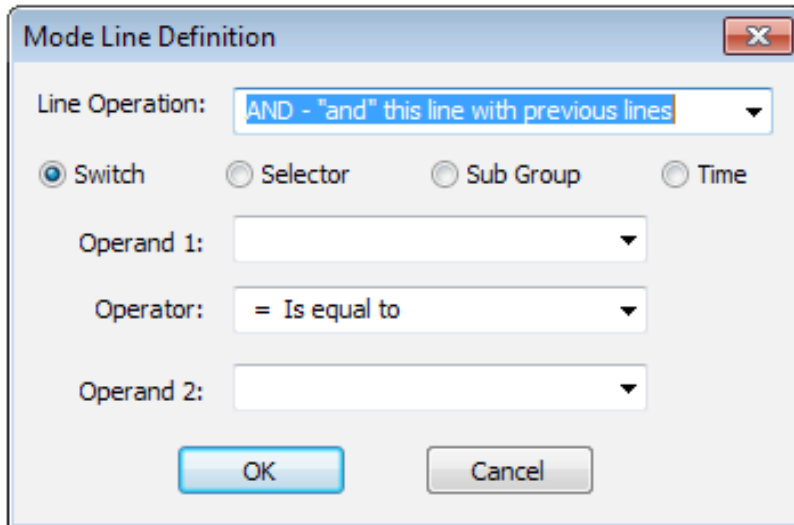 Mode Line Definition
Line Operation: AND - "and" this line with previous lines
Switch Selector Sub Group Time
Operand 1:
Operator: = Is equal to
Operand 2:
OK Cancel